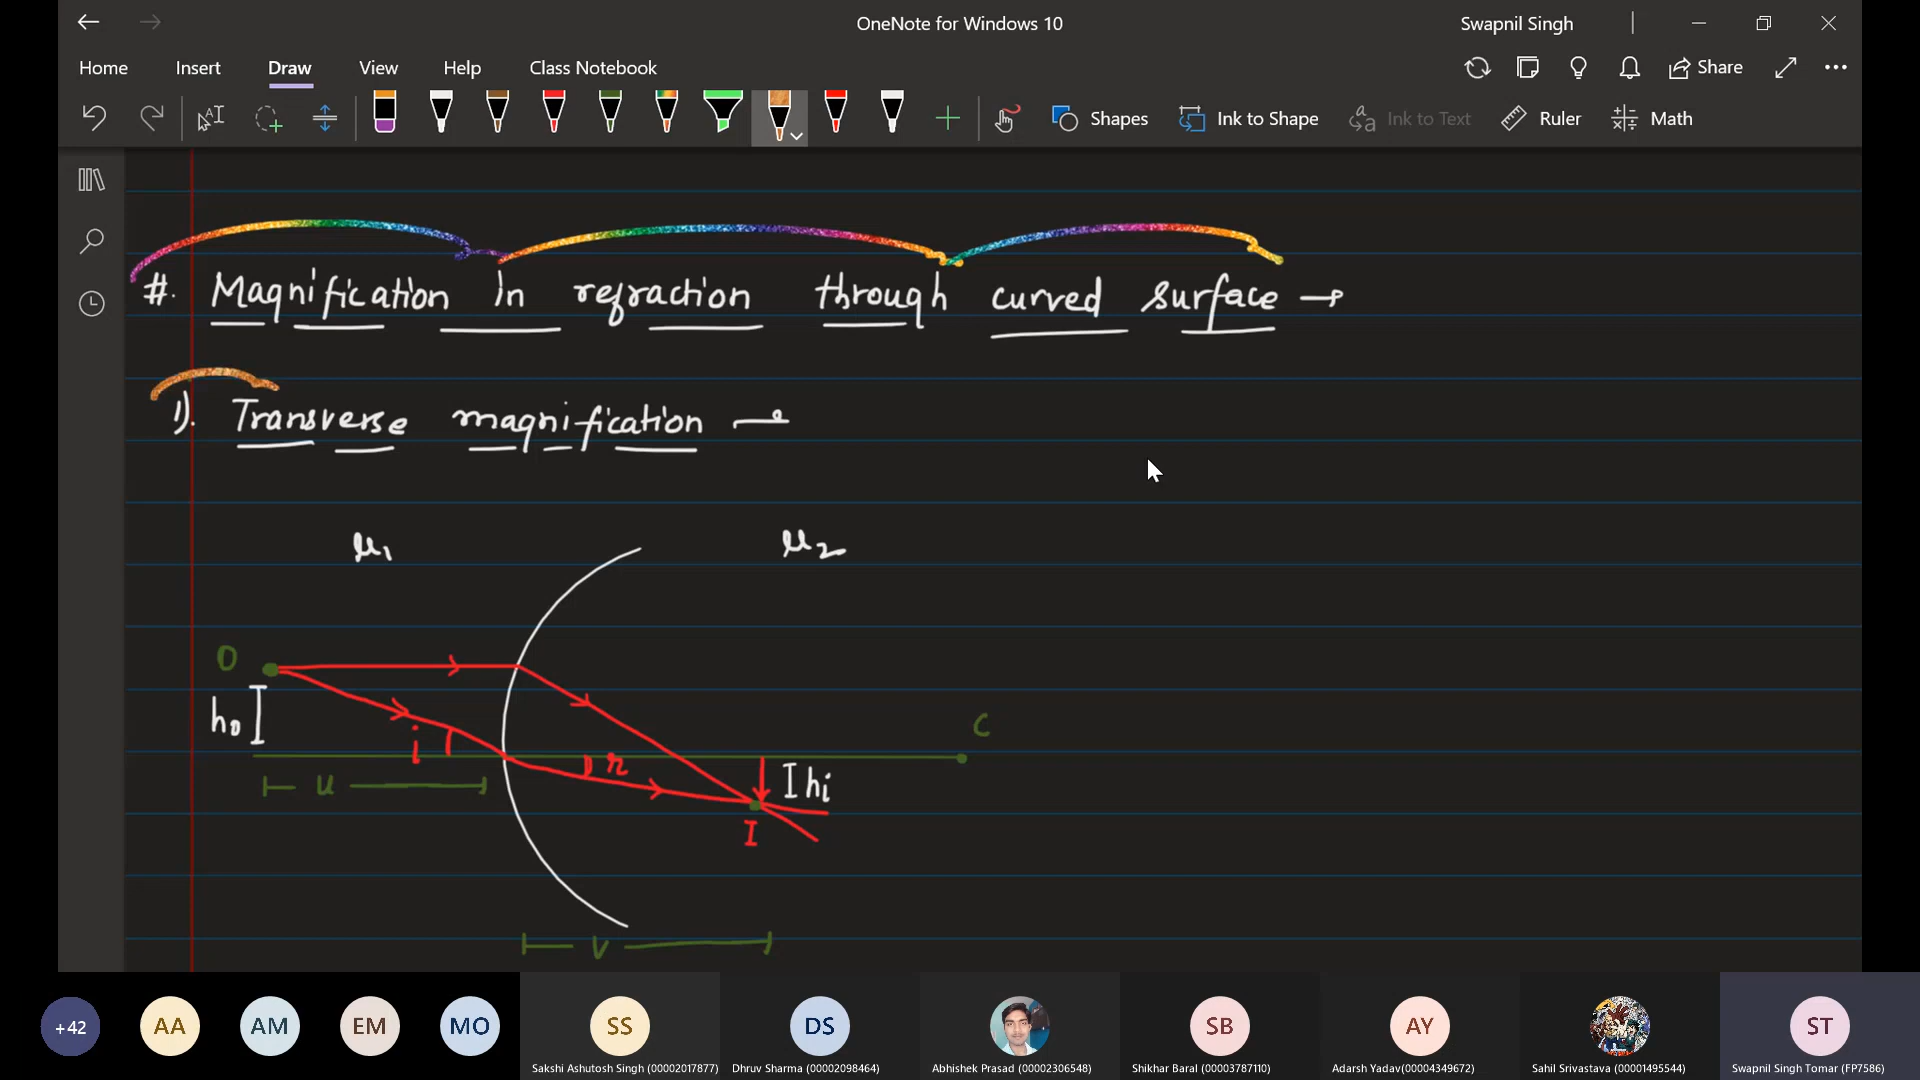 OneNote for Windows 10
Swapnil Singh
Home Insert Draw View Help Class Notebook
Share
Shapes Ink to Shape Ink to Text Ruler Math
#. Magnification in refraction through curved surface →
1). Transverse magnification →
μ₁ μ₂
O
h₀
C
i r
u
hᵢ
I
v
+42 AA AM EM MO SS DS SB AY ST
Sakshi Ashutosh Singh (00002017877) Dhruv Sharma (00002098464) Abhishek Prasad (00002306548) Shikhar Baral (00003787110) Adarsh Yadav(00004349672) Sahil Srivastava (00001495544) Swapnil Singh Tomar (FP7586)